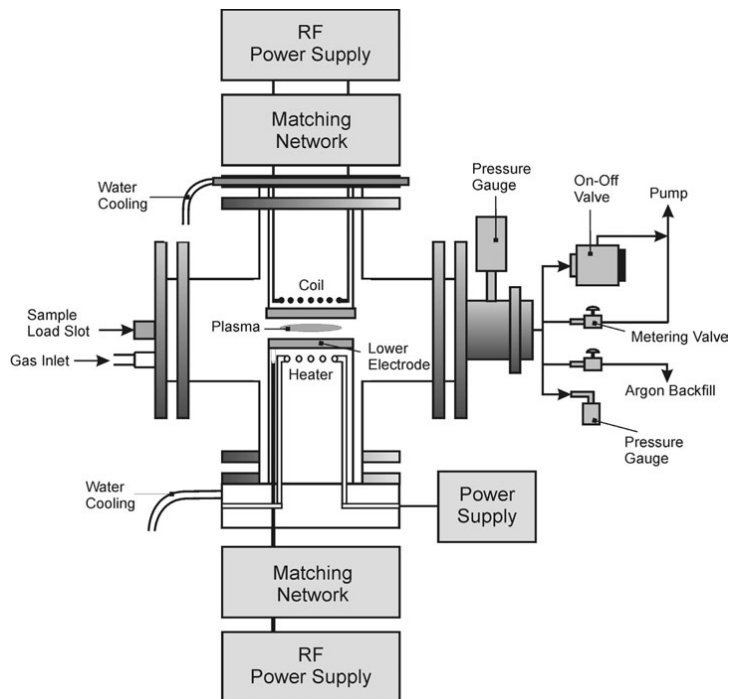 RF
Power Supply
Matching
Network
Water
Cooling
Pressure
Gauge
On-Off
Valve
Pump
Coil
Sample
Load Slot
Plasma
Metering Valve
Gas Inlet
Lower
Electrode
Heater
Argon Backfill
Pressure
Gauge
Water
Cooling
Power
Supply
Matching
Network
RF
Power Supply